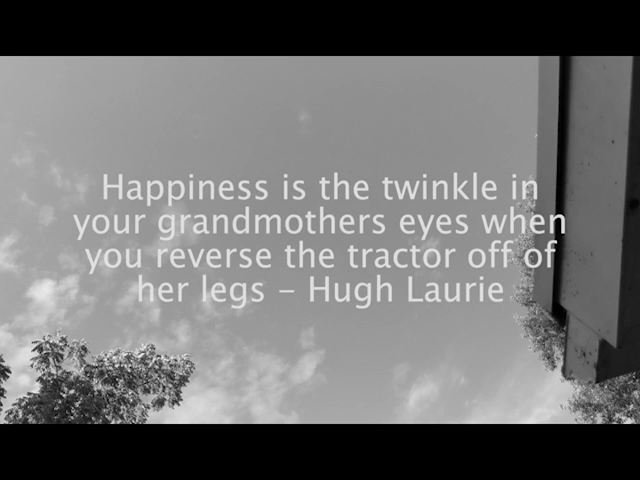 Happiness is the twinkle in
your grandmothers eyes when
you reverse the tractor off of
her legs - Hugh Laurie